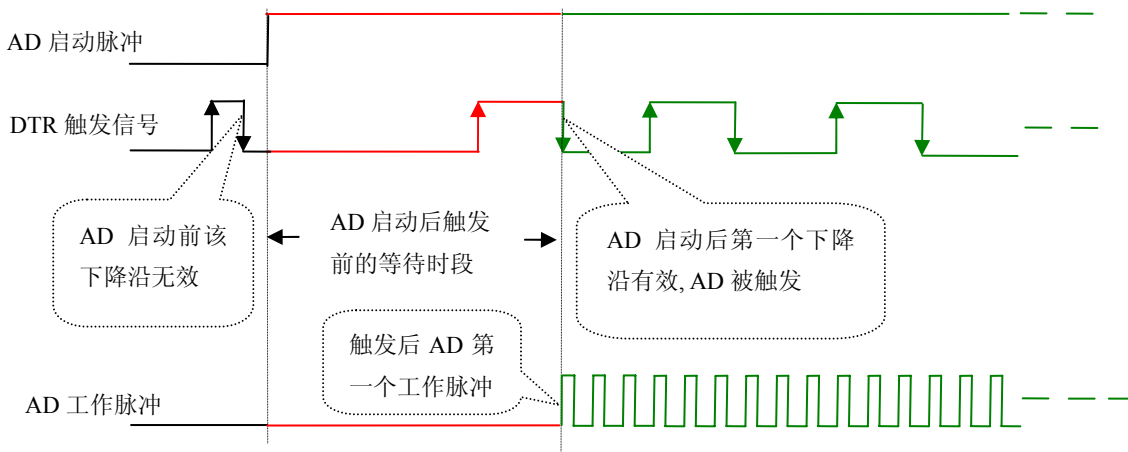 AD 启动脉冲
DTR 触发信号
AD 启动前该
下降沿无效
AD 启动后触发
前的等待时段
AD 启动后第一个下降
沿有效, AD 被触发
触发后 AD 第
一个工作脉冲
AD 工作脉冲